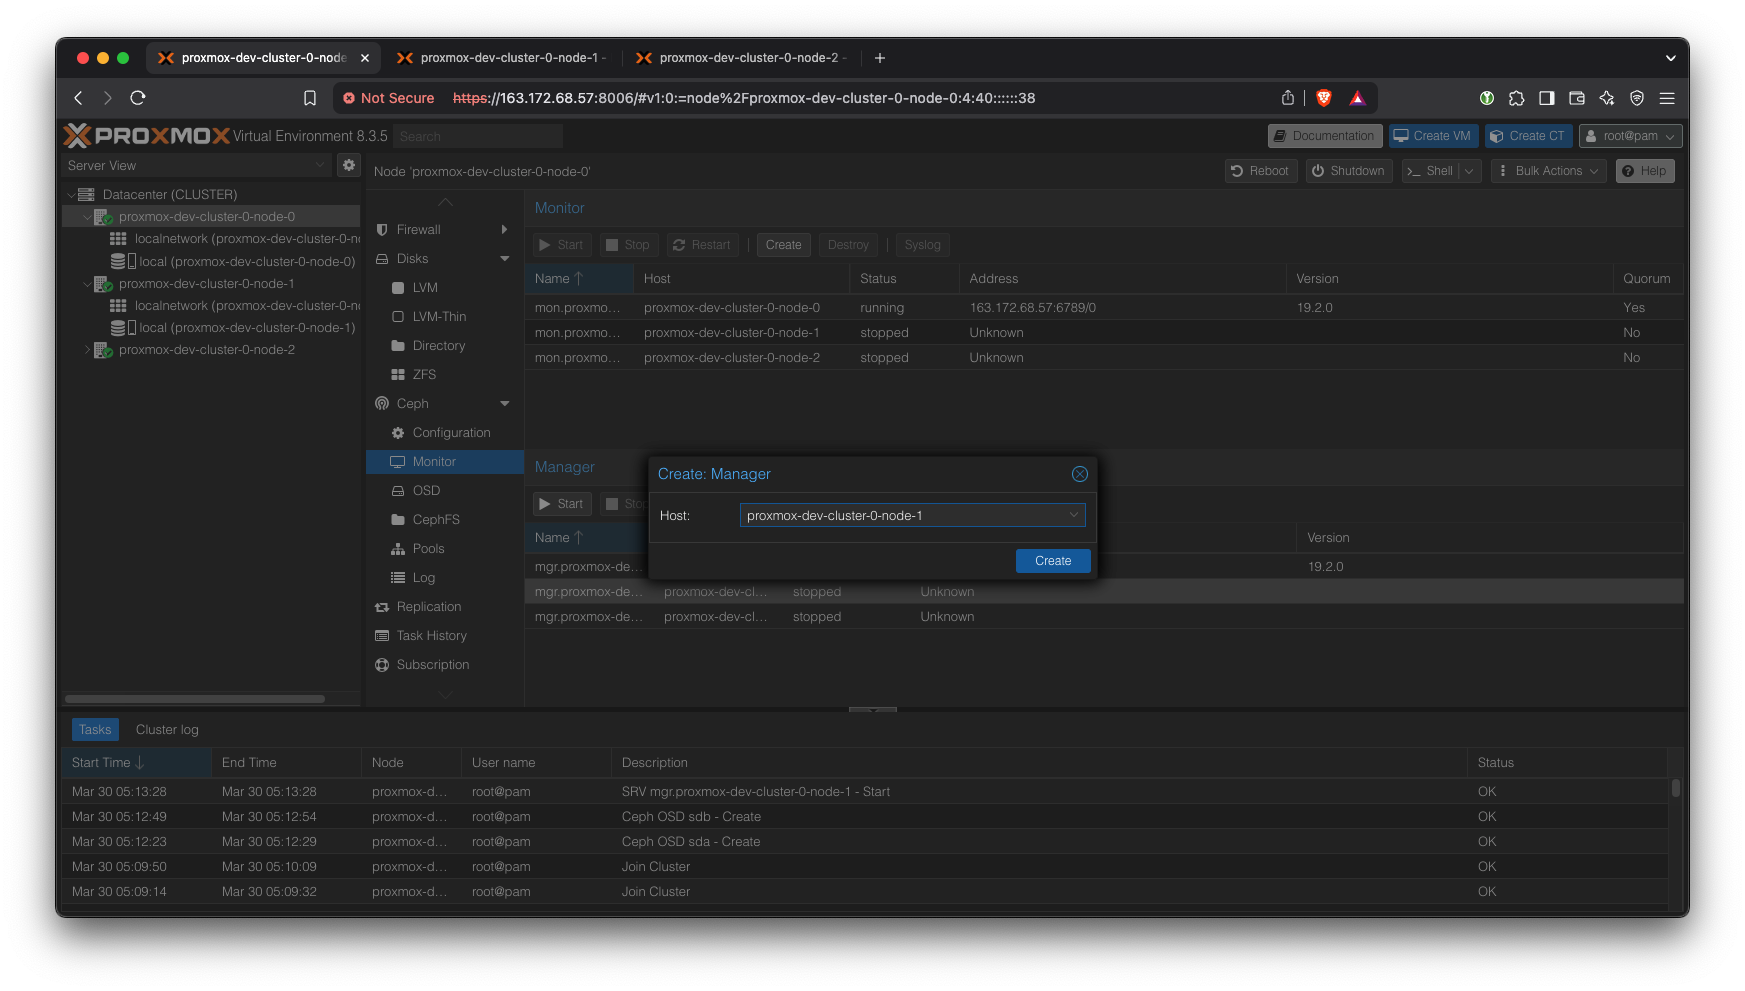 proxmox-dev-cluster-0-node
proxmox-dev-cluster-0-node-1 -
proxmox-dev-cluster-0-node-2 -
Not Secure https://163.172.68.57:8006/#v1:0:=node%2Fproxmox-dev-cluster-0-node-0:4:40::::::38
PROXMOX Virtual Environment 8.3.5 Search
Documentation Create VM Create CT root@pam
Server View
Node 'proxmox-dev-cluster-0-node-0'
Reboot Shutdown Shell Bulk Actions Help
Datacenter (CLUSTER)
proxmox-dev-cluster-0-node-0
localnetwork (proxmox-dev-cluster-0-n
local (proxmox-dev-cluster-0-node-0)
proxmox-dev-cluster-0-node-1
localnetwork (proxmox-dev-cluster-0-n
local (proxmox-dev-cluster-0-node-1)
proxmox-dev-cluster-0-node-2
Firewall
Disks
LVM
LVM-Thin
Directory
ZFS
Ceph
Configuration
Monitor
OSD
CephFS
Pools
Log
Replication
Task History
Subscription
Monitor
Start Stop Restart Create Destroy Syslog
Name Host Status Address Version Quorum
mon.proxmo... proxmox-dev-cluster-0-node-0 running 163.172.68.57:6789/0 19.2.0 Yes
mon.proxmo... proxmox-dev-cluster-0-node-1 stopped Unknown No
mon.proxmo... proxmox-dev-cluster-0-node-2 stopped Unknown No
Manager
Start Stop
Name Version
mgr.proxmox-de... 19.2.0
mgr.proxmox-de... proxmox-dev-cl... stopped Unknown
mgr.proxmox-de... proxmox-dev-cl... stopped Unknown
Create: Manager
Host: proxmox-dev-cluster-0-node-1
Create
Tasks Cluster log
Start Time End Time Node User name Description Status
Mar 30 05:13:28 Mar 30 05:13:28 proxmox-d... root@pam SRV mgr.proxmox-dev-cluster-0-node-1 - Start OK
Mar 30 05:12:49 Mar 30 05:12:54 proxmox-d... root@pam Ceph OSD sdb - Create OK
Mar 30 05:12:23 Mar 30 05:12:29 proxmox-d... root@pam Ceph OSD sda - Create OK
Mar 30 05:09:50 Mar 30 05:10:09 proxmox-d... root@pam Join Cluster OK
Mar 30 05:09:14 Mar 30 05:09:32 proxmox-d... root@pam Join Cluster OK